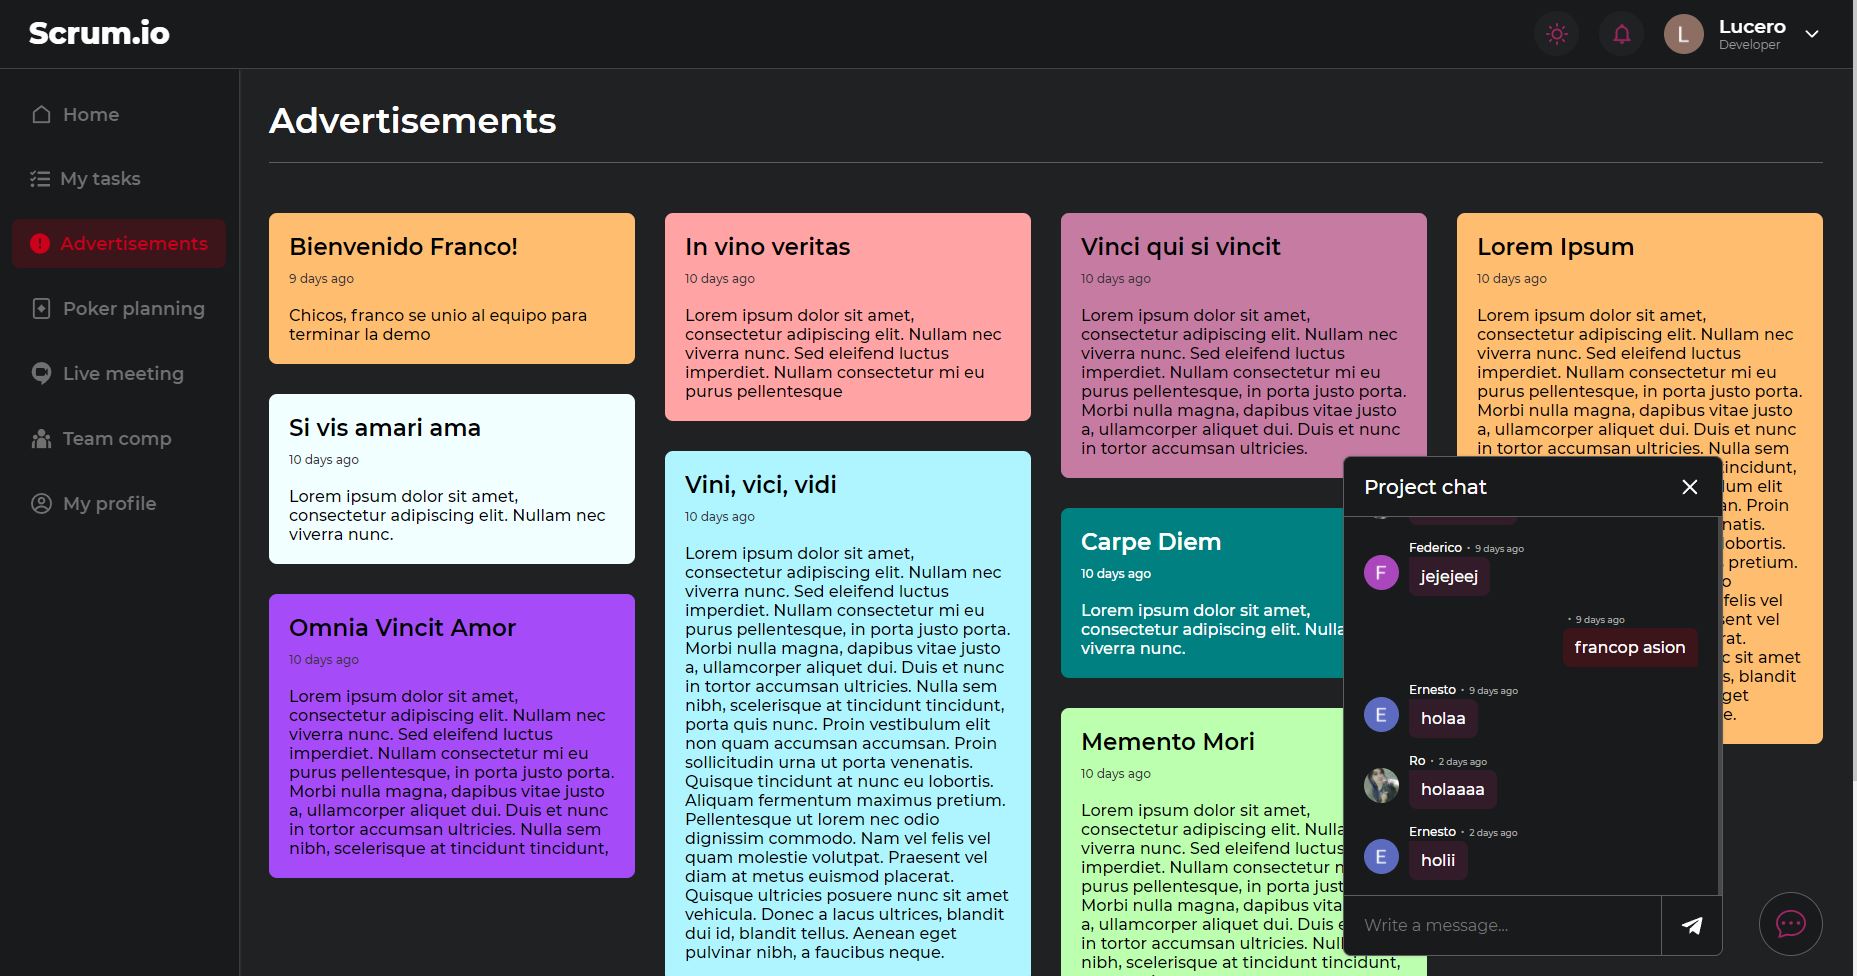 Scrum.io
L
Lucero
Developer
Home
My tasks
Advertisements
Poker planning
Live meeting
Team comp
My profile
Advertisements
Bienvenido Franco!
9 days ago
Chicos, franco se unio al equipo para
terminar la demo
Si vis amari ama
10 days ago
Lorem ipsum dolor sit amet,
consectetur adipiscing elit. Nullam nec
viverra nunc.
Omnia Vincit Amor
10 days ago
Lorem ipsum dolor sit amet,
consectetur adipiscing elit. Nullam nec
viverra nunc. Sed eleifend luctus
imperdiet. Nullam consectetur mi eu
purus pellentesque, in porta justo porta.
Morbi nulla magna, dapibus vitae justo
a, ullamcorper aliquet dui. Duis et nunc
in tortor accumsan ultricies. Nulla sem
nibh, scelerisque at tincidunt tincidunt,
In vino veritas
10 days ago
Lorem ipsum dolor sit amet,
consectetur adipiscing elit. Nullam nec
viverra nunc. Sed eleifend luctus
imperdiet. Nullam consectetur mi eu
purus pellentesque
Vini, vici, vidi
10 days ago
Lorem ipsum dolor sit amet,
consectetur adipiscing elit. Nullam nec
viverra nunc. Sed eleifend luctus
imperdiet. Nullam consectetur mi eu
purus pellentesque, in porta justo porta.
Morbi nulla magna, dapibus vitae justo
a, ullamcorper aliquet dui. Duis et nunc
in tortor accumsan ultricies. Nulla sem
nibh, scelerisque at tincidunt tincidunt,
porta quis nunc. Proin vestibulum elit
non quam accumsan accumsan. Proin
sollicitudin urna ut porta venenatis.
Quisque tincidunt at nunc eu lobortis.
Aliquam fermentum maximus pretium.
Pellentesque ut lorem nec odio
dignissim commodo. Nam vel felis vel
quam molestie volutpat. Praesent vel
diam at metus euismod placerat.
Quisque ultricies posuere nunc sit amet
vehicula. Donec a lacus ultrices, blandit
dui id, blandit tellus. Aenean eget
pulvinar nibh, a faucibus neque.
Vinci qui si vincit
10 days ago
Lorem ipsum dolor sit amet,
consectetur adipiscing elit. Nullam nec
viverra nunc. Sed eleifend luctus
imperdiet. Nullam consectetur mi eu
purus pellentesque, in porta justo porta.
Morbi nulla magna, dapibus vitae justo
a, ullamcorper aliquet dui. Duis et nunc
in tortor accumsan ultricies.
Carpe Diem
10 days ago
Lorem ipsum dolor sit amet,
consectetur adipiscing elit. Nulla
viverra nunc.
Memento Mori
10 days ago
Lorem ipsum dolor sit amet,
consectetur adipiscing elit. Nulla
viverra nunc. Sed eleifend luctus
imperdiet. Nullam consectetur
purus pellentesque, in porta just
Morbi nulla magna, dapibus vita
a, ullamcorper aliquet dui. Duis e
in tortor accumsan ultricies. Null
nibh, scelerisque at tincidunt tincidunt,
Lorem Ipsum
10 days ago
Lorem ipsum dolor sit amet,
consectetur adipiscing elit. Nullam nec
viverra nunc. Sed eleifend luctus
imperdiet. Nullam consectetur mi eu
purus pellentesque, in porta justo porta.
Morbi nulla magna, dapibus vitae justo
a, ullamcorper aliquet dui. Duis et nunc
in tortor accumsan ultricies. Nulla sem
incidunt,
lum elit
an. Proin
natis.
lobortis.
pretium.
o
felis vel
sent vel
rat.
c sit amet
s, blandit
get
e.
Project chat
Federico • 9 days ago
F
jejejeej
• 9 days ago
francop asion
Ernesto • 9 days ago
E
holaa
Ro • 2 days ago
holaaaa
Ernesto • 2 days ago
E
holii
Write a message...